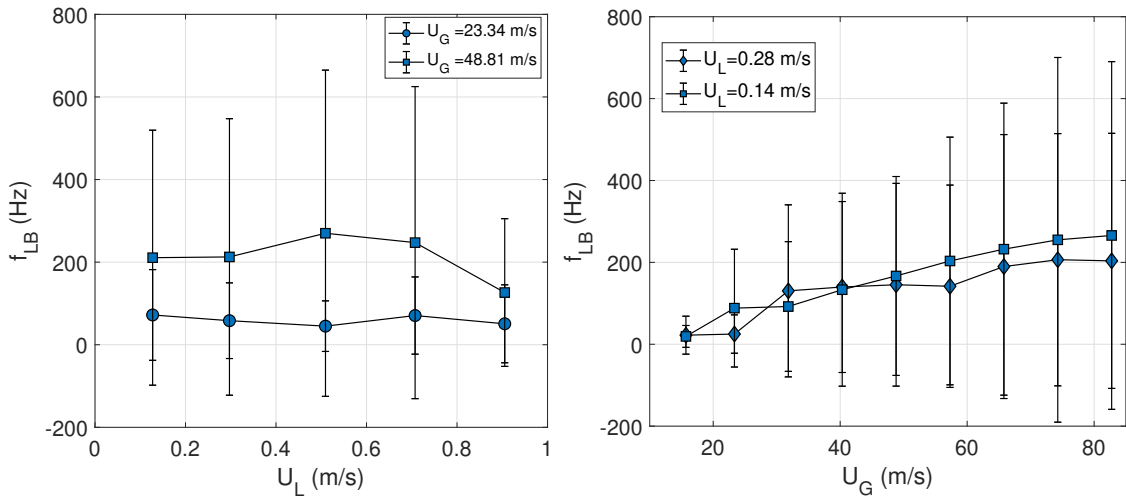 800
600
400
200
0
-200
0
0.2
0.4
0.6
0.8
1
f_LB (Hz)
U_L (m/s)
U_G =23.34 m/s
U_G =48.81 m/s
800
600
400
200
0
-200
20
40
60
80
f_LB (Hz)
U_G (m/s)
U_L=0.28 m/s
U_L=0.14 m/s